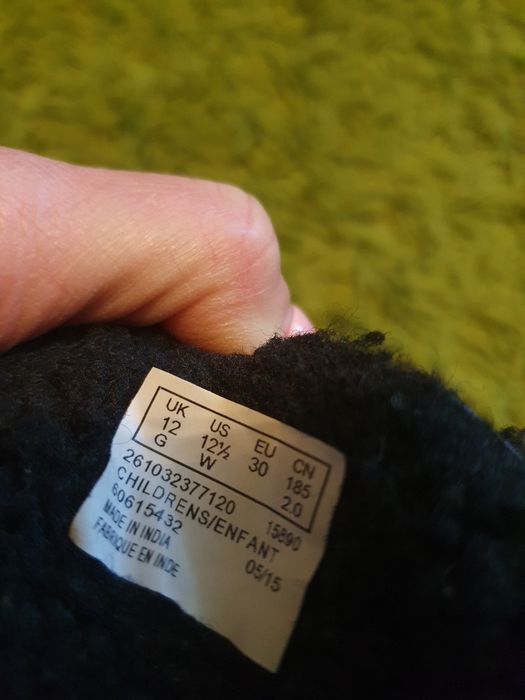 UK US EU CN
12 12½ 30 185
G W 2.0
261032377120 15890
CHILDRENS/ENFANT
60615432 05/15
MADE IN INDIA
FABRIQUE EN INDE